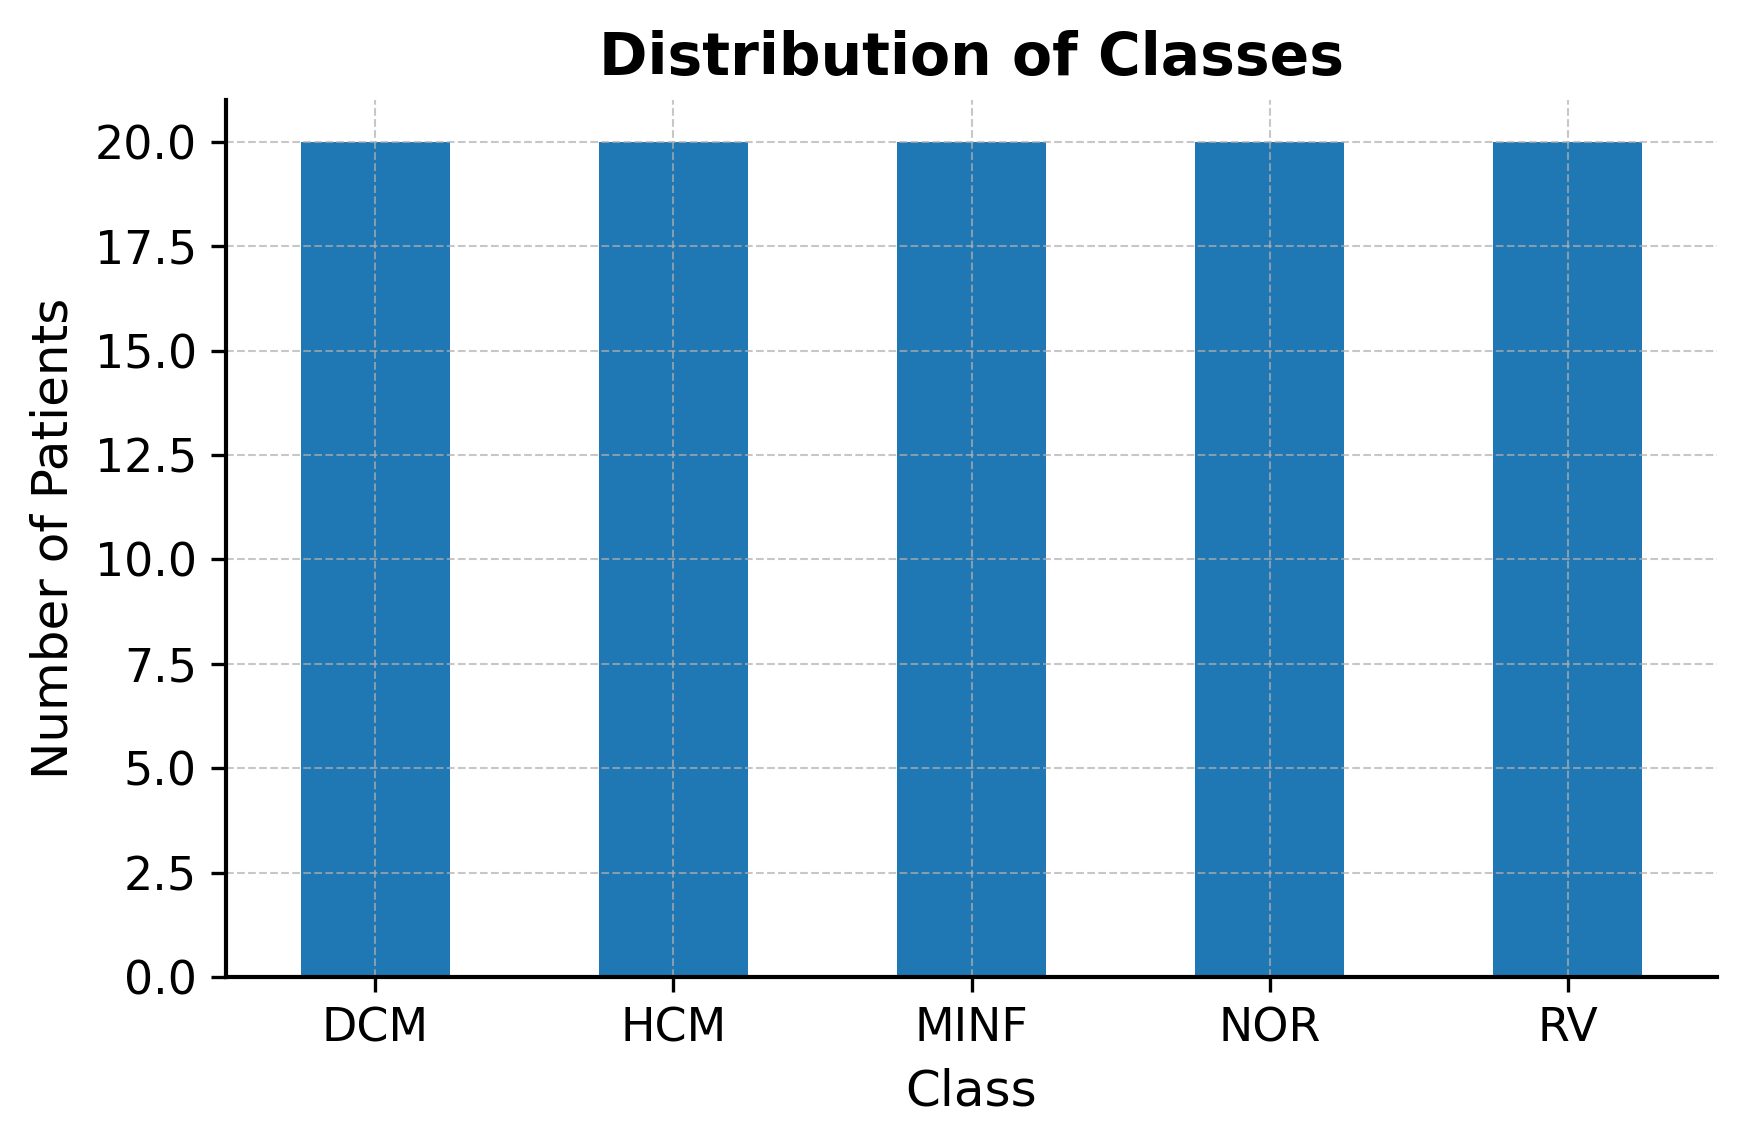 Distribution of Classes
Number of Patients
20.0
17.5
15.0
12.5
10.0
7.5
5.0
2.5
0.0
DCM HCM MINF NOR RV
Class